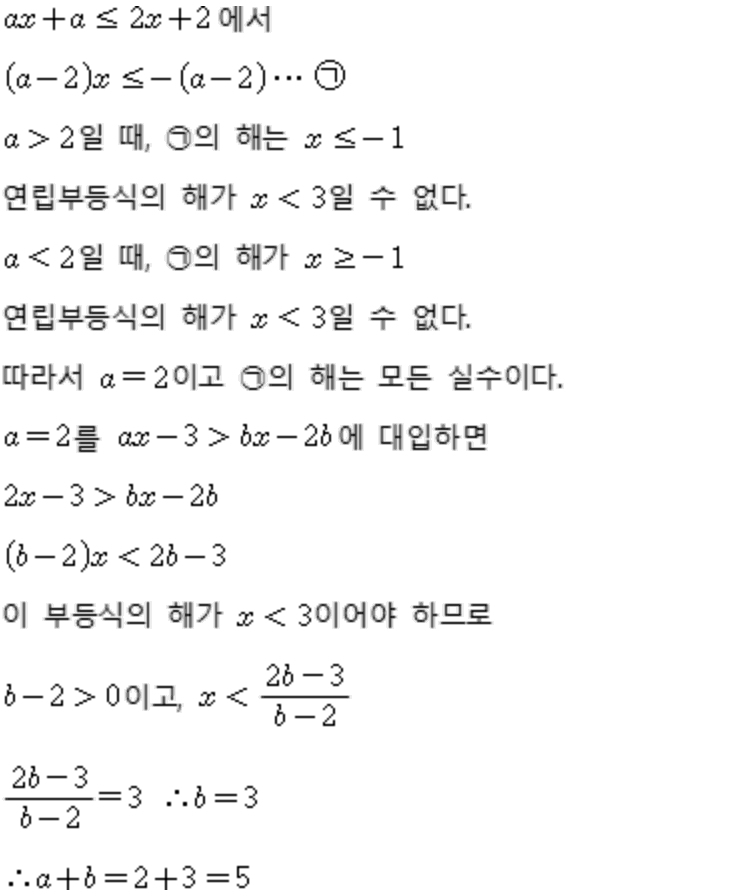 ax+a ≤ 2x+2에서
(a-2)x ≤ -(a-2)⋯ ㉠
a > 2일 때, ㉠의 해는 x ≤ -1
연립부등식의 해가 x < 3일 수 없다.
a < 2일 때, ㉠의 해가 x ≥ -1
연립부등식의 해가 x < 3일 수 없다.
따라서 a=2이고 ㉠의 해는 모든 실수이다.
a=2를 ax-3 > bx-2b에 대입하면
2x-3 > bx-2b
(b-2)x < 2b-3
이 부등식의 해가 x < 3이어야 하므로
b-2 > 0이고, x < \frac{2b-3}{b-2}
\frac{2b-3}{b-2}=3 ∴b=3
∴a+b=2+3=5